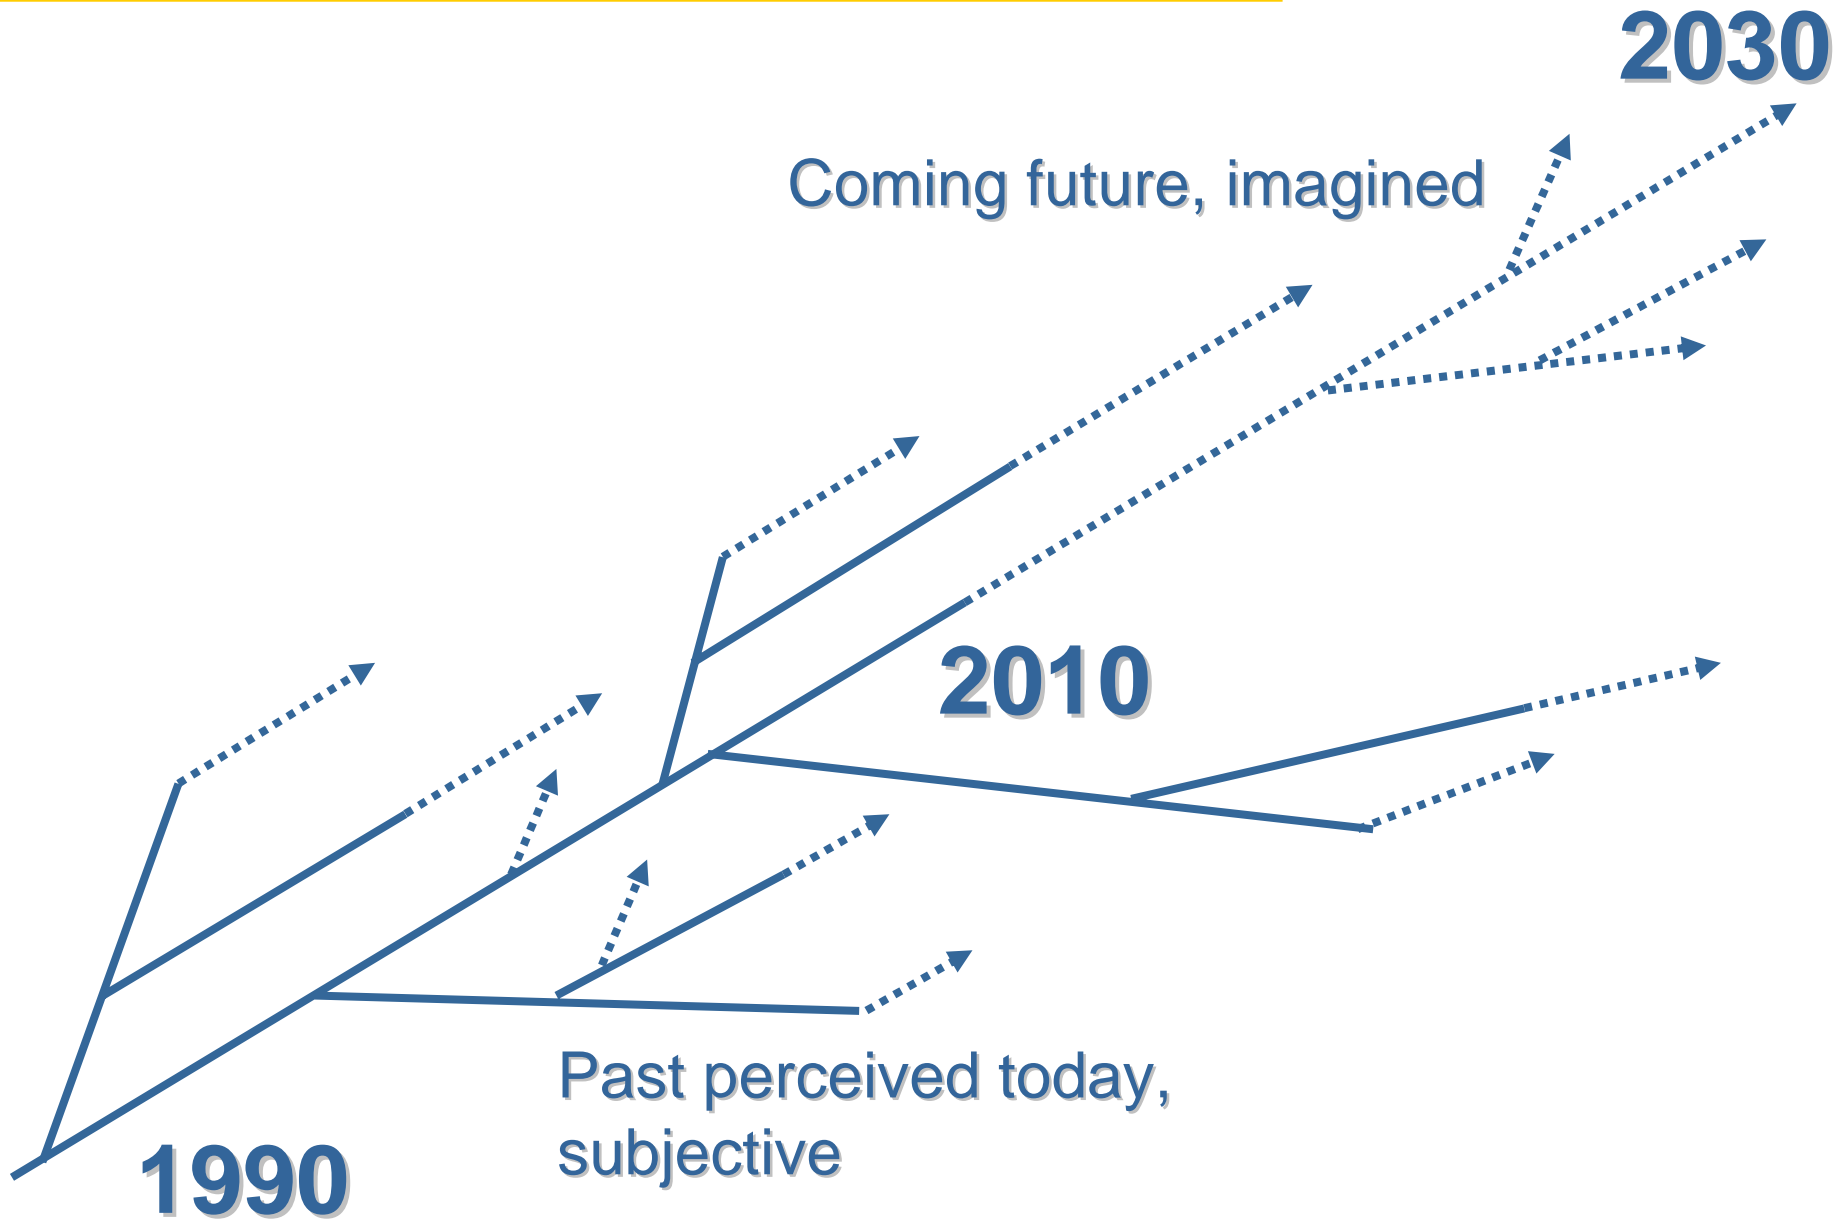 2030
Coming future, imagined
2010
Past perceived today,
subjective
1990